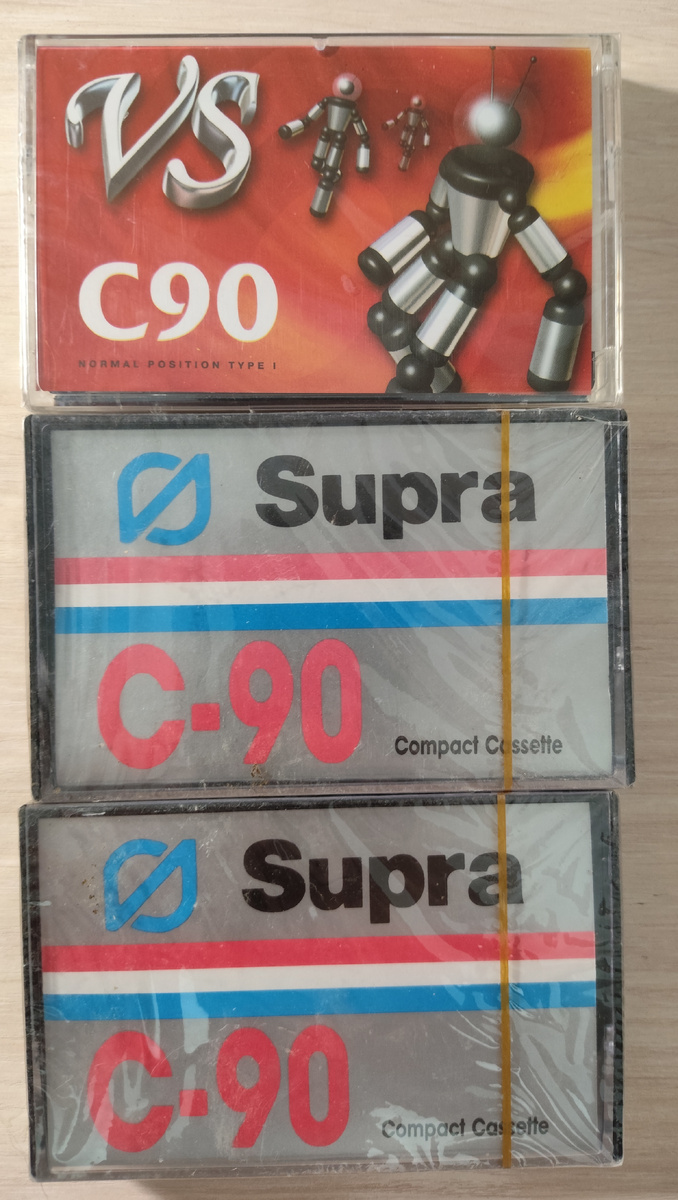 VS
C90
NORMAL POSITION TYPE I
Supra
C-90
Compact Cassette
Supra
C-90
Compact Cassette